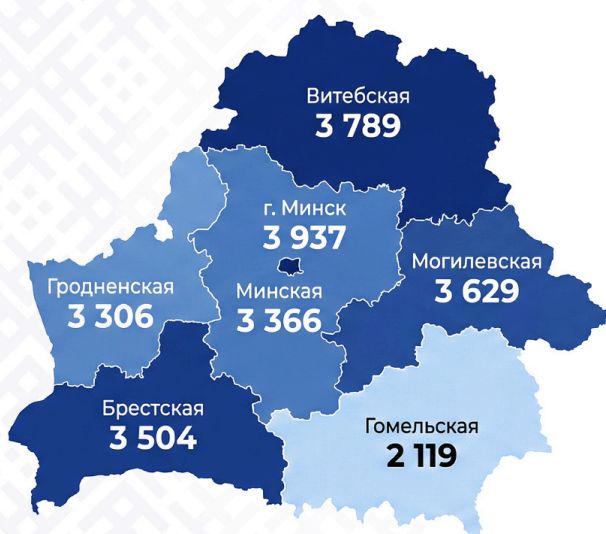 Витебская
3 789
г. Минск
3 937
Могилевская
3 629
Гродненская
3 306
Минская
3 366
Брестская
3 504
Гомельская
2 119